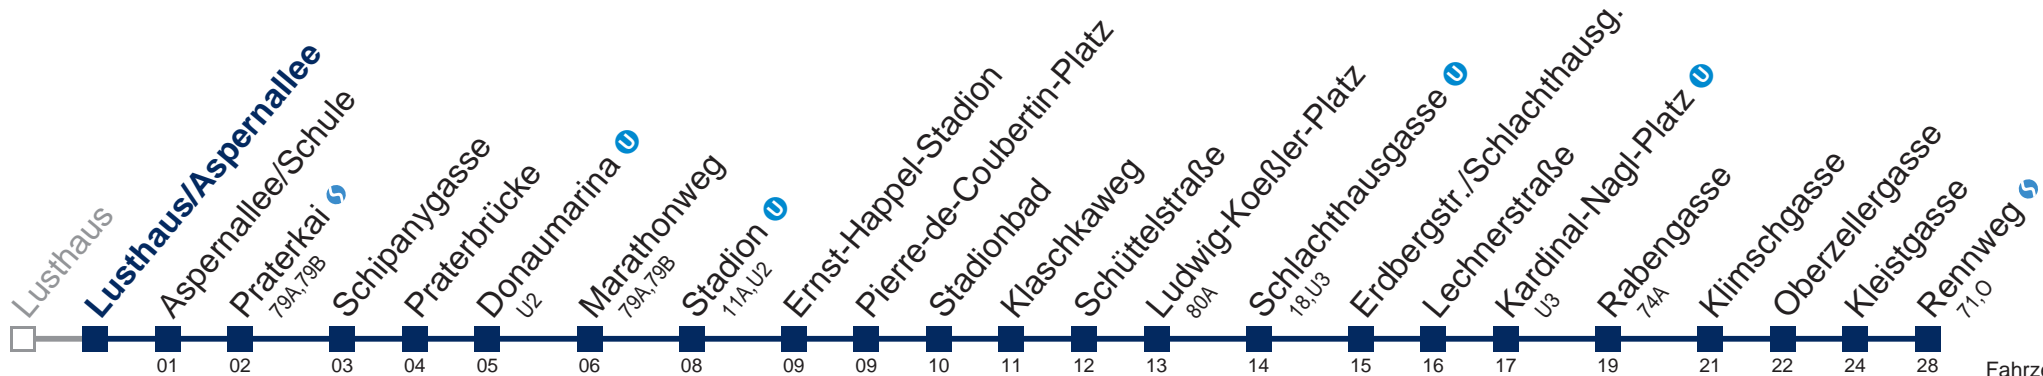 Lusthaus
Lusthaus/Aspernallee
Aspernallee/Schule
Praterkai S
79A,79B
Schipanygasse
Praterbrücke
Donaumarina U
U2
Marathonweg
79A,79B
Stadion U
11A,U2
Ernst-Happel-Stadion
Pierre-de-Coubertin-Platz
Stadionbad
Klaschkaweg
Schüttelstraße
Ludwig-Koeßler-Platz
80A
Schlachthausgasse U
18,U3
Erdbergstr./Schlachthausg.
Lechnerstraße
Kardinal-Nagl-Platz U
U3
Rabengasse
74A
Klimschgasse
Oberzellergasse
Kleistgasse
Rennweg S
71,O
01 02 03 04 05 06 08 09 09 10 11 12 13 14 15 16 17 19 21 22 24 28 Fahrz